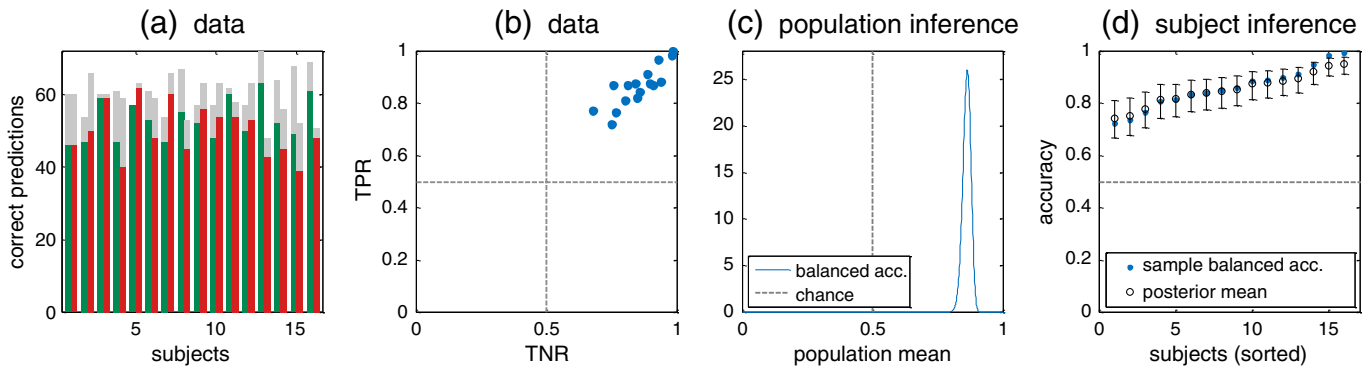 (a) data
correct predictions
60
40
20
0
5 10 15
subjects
(b) data
TPR
1
0.8
0.6
0.4
0.2
0
0 0.5 1
TNR
(c) population inference
25
20
15
10
5
0
balanced acc.
chance
0 0.5 1
population mean
(d) subject inference
accuracy
1
0.8
0.6
0.4
0.2
0
sample balanced acc.
posterior mean
0 5 10 15
subjects (sorted)